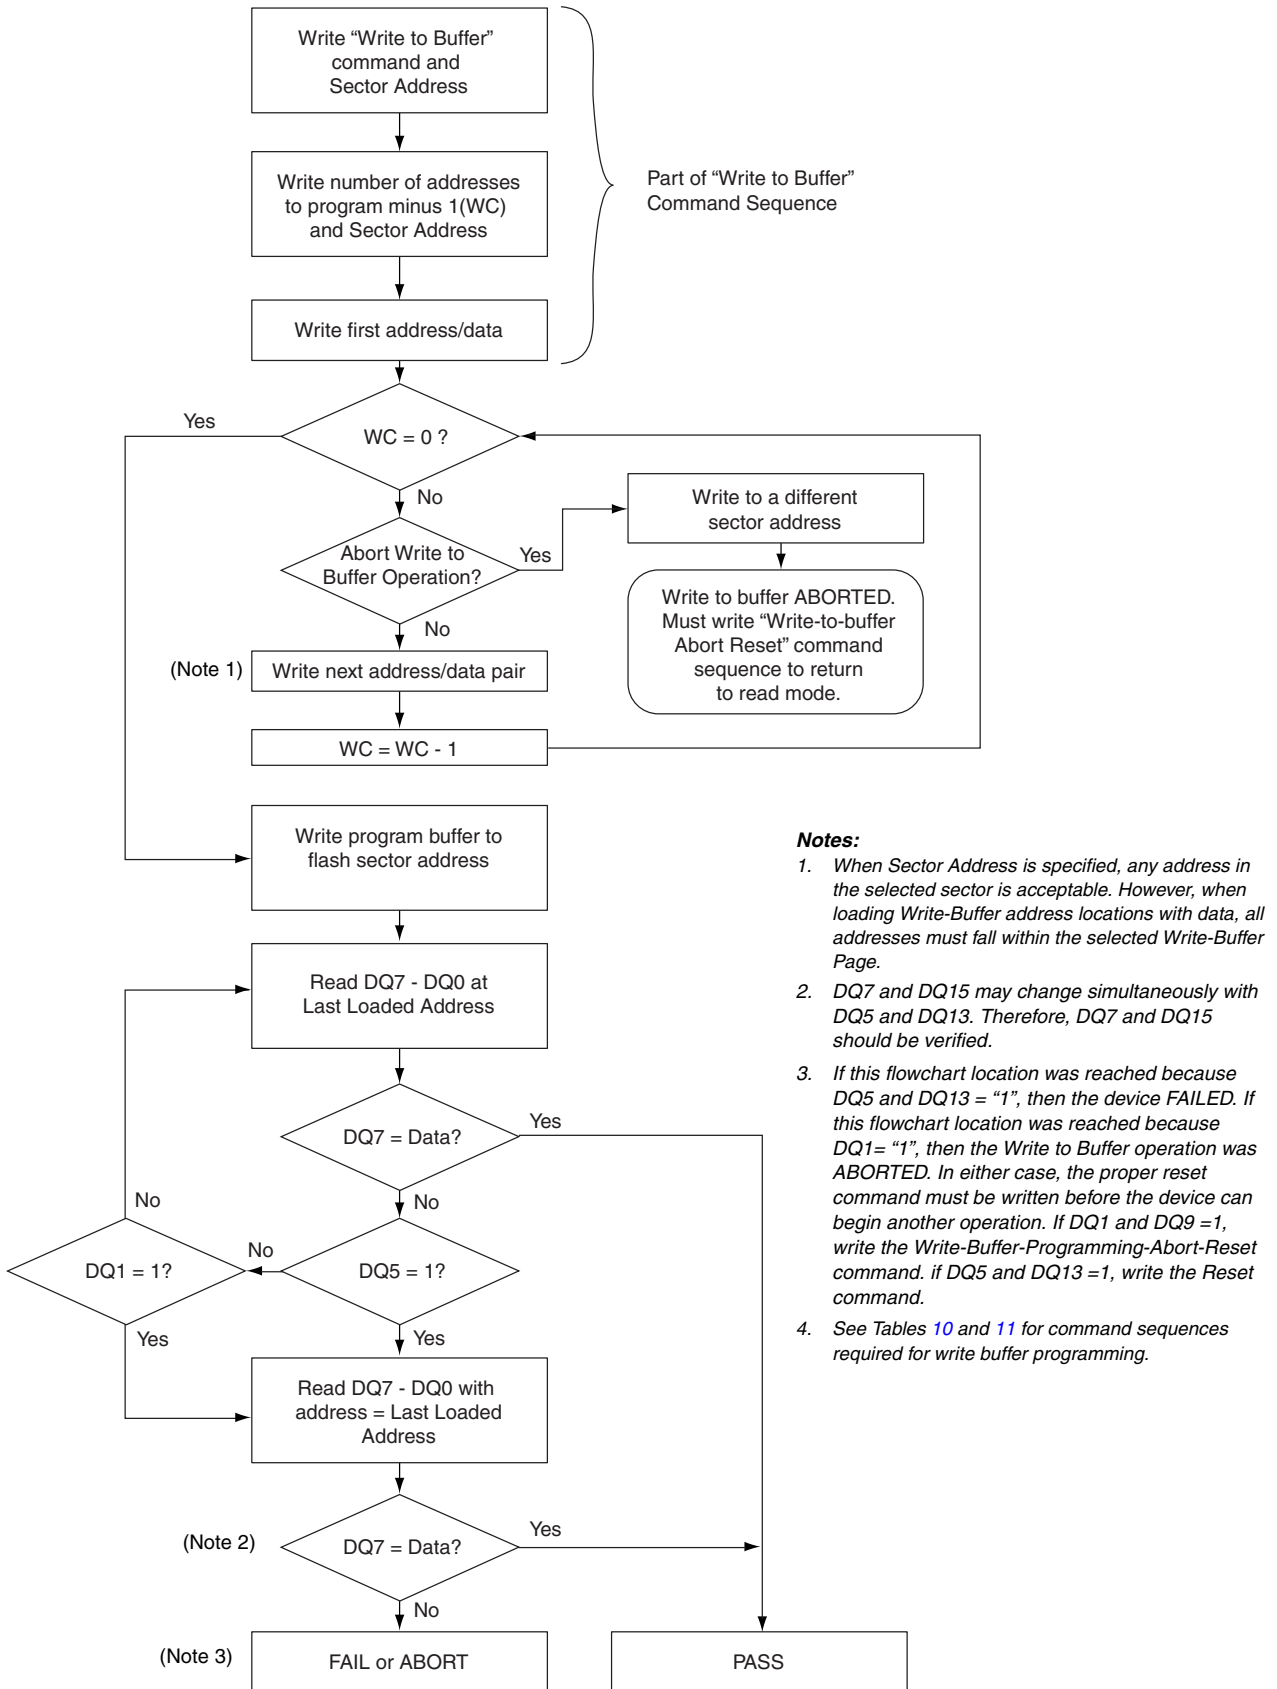 Write “Write to Buffer”
command and
Sector Address
Write number of addresses
to program minus 1(WC)
and Sector Address
Part of “Write to Buffer”
Command Sequence
Write first address/data
Yes
WC = 0 ?
No
Write to a different
sector address
Abort Write to
Buffer Operation?
Yes
Write to buffer ABORTED.
Must write “Write-to-buffer
Abort Reset” command
sequence to return
to read mode.
No
(Note 1)
Write next address/data pair
WC = WC - 1
Write program buffer to
flash sector address
Read DQ7 - DQ0 at
Last Loaded Address
DQ7 = Data?
Yes
No
No
DQ1 = 1?
No
DQ5 = 1?
Yes
Yes
Read DQ7 - DQ0 with
address = Last Loaded
Address
(Note 2)
DQ7 = Data?
Yes
No
(Note 3)
FAIL or ABORT
PASS
Notes:
1. When Sector Address is specified, any address in
the selected sector is acceptable. However, when
loading Write-Buffer address locations with data, all
addresses must fall within the selected Write-Buffer
Page.
2. DQ7 and DQ15 may change simultaneously with
DQ5 and DQ13. Therefore, DQ7 and DQ15
should be verified.
3. If this flowchart location was reached because
DQ5 and DQ13 = “1”, then the device FAILED. If
this flowchart location was reached because
DQ1= “1”, then the Write to Buffer operation was
ABORTED. In either case, the proper reset
command must be written before the device can
begin another operation. If DQ1 and DQ9 =1,
write the Write-Buffer-Programming-Abort-Reset
command. if DQ5 and DQ13 =1, write the Reset
command.
4. See Tables 10 and 11 for command sequences
required for write buffer programming.